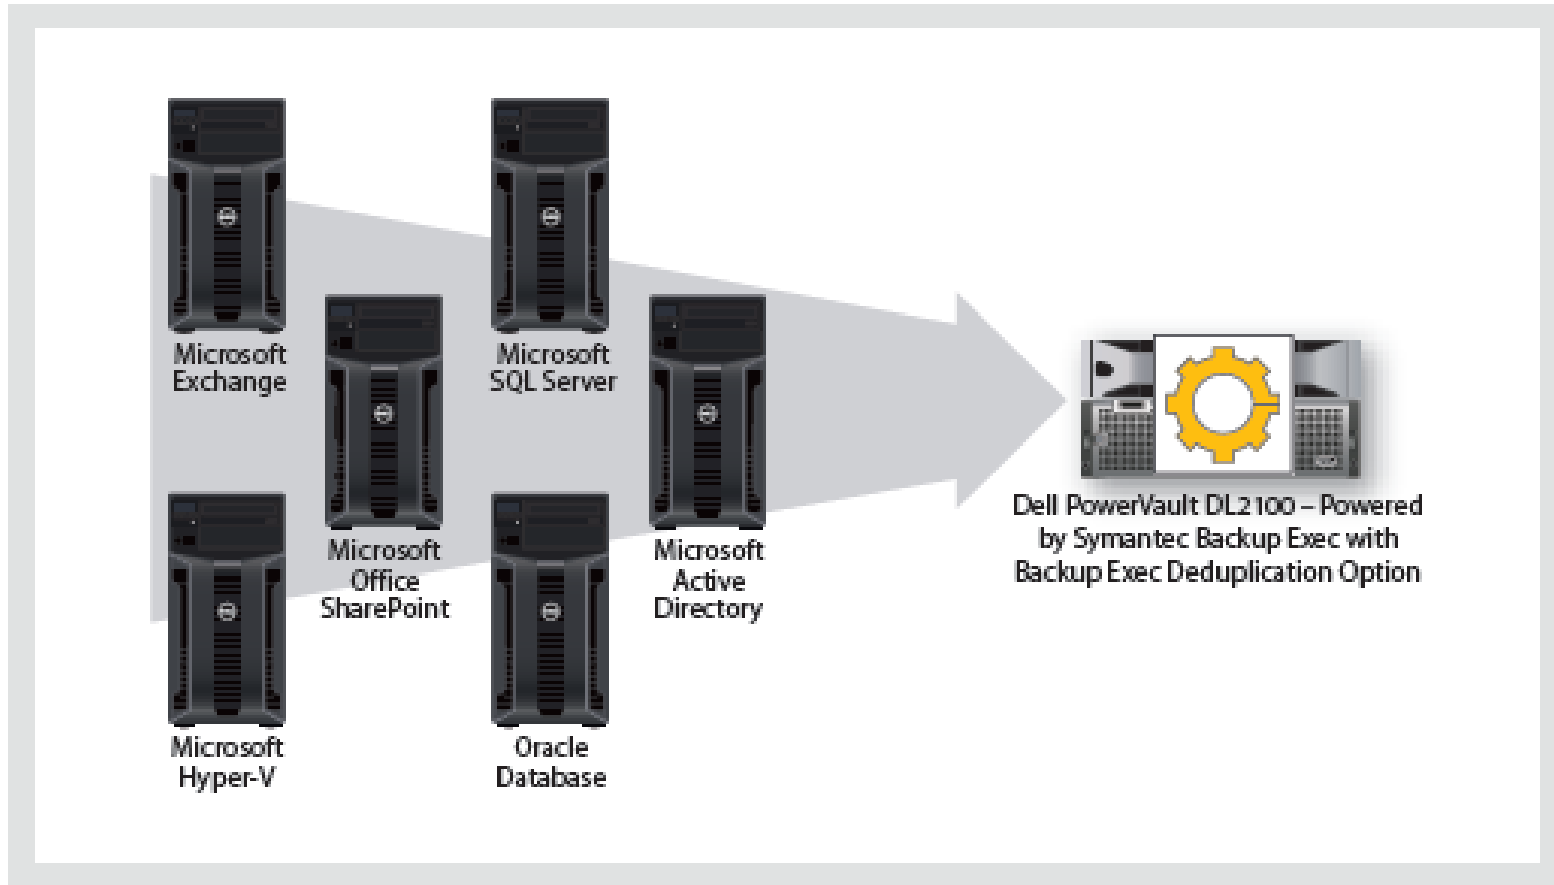 Microsoft
Exchange
Microsoft
SQL Server
Microsoft
Office
SharePoint
Microsoft
Active
Directory
Microsoft
Hyper-V
Oracle
Database
Dell PowerVault DL2100 – Powered
by Symantec Backup Exec with
Backup Exec Deduplication Option